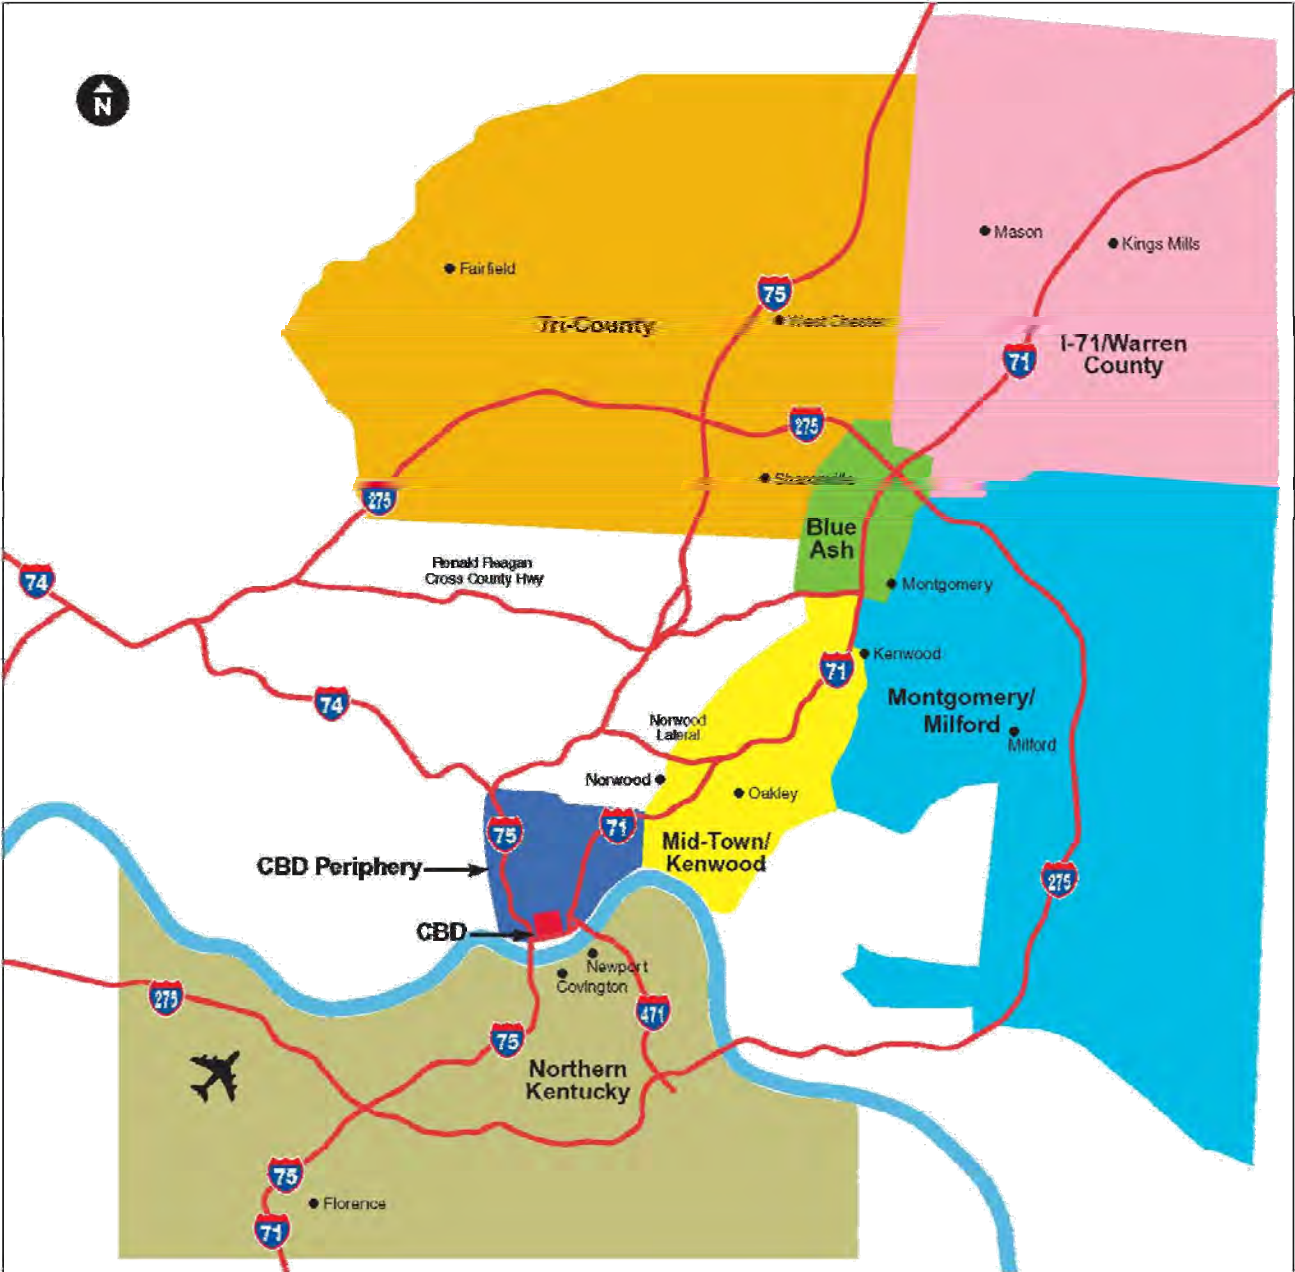 N
Mason
Kings Mills
Fairfield
75
West Chester
Tri-County
I-71/Warren
County
71
275
Sharonville
275
Blue
Ash
Ronald Reagan
Cross County Hwy
74
Montgomery
Kenwood
71
74
Montgomery/
Milford
Milford
Norwood
Lateral
Norwood
Oakley
75
71
Mid-Town/
Kenwood
CBD Periphery
275
CBD
Newport
Covington
275
471
75
Northern
Kentucky
75
Florence
71